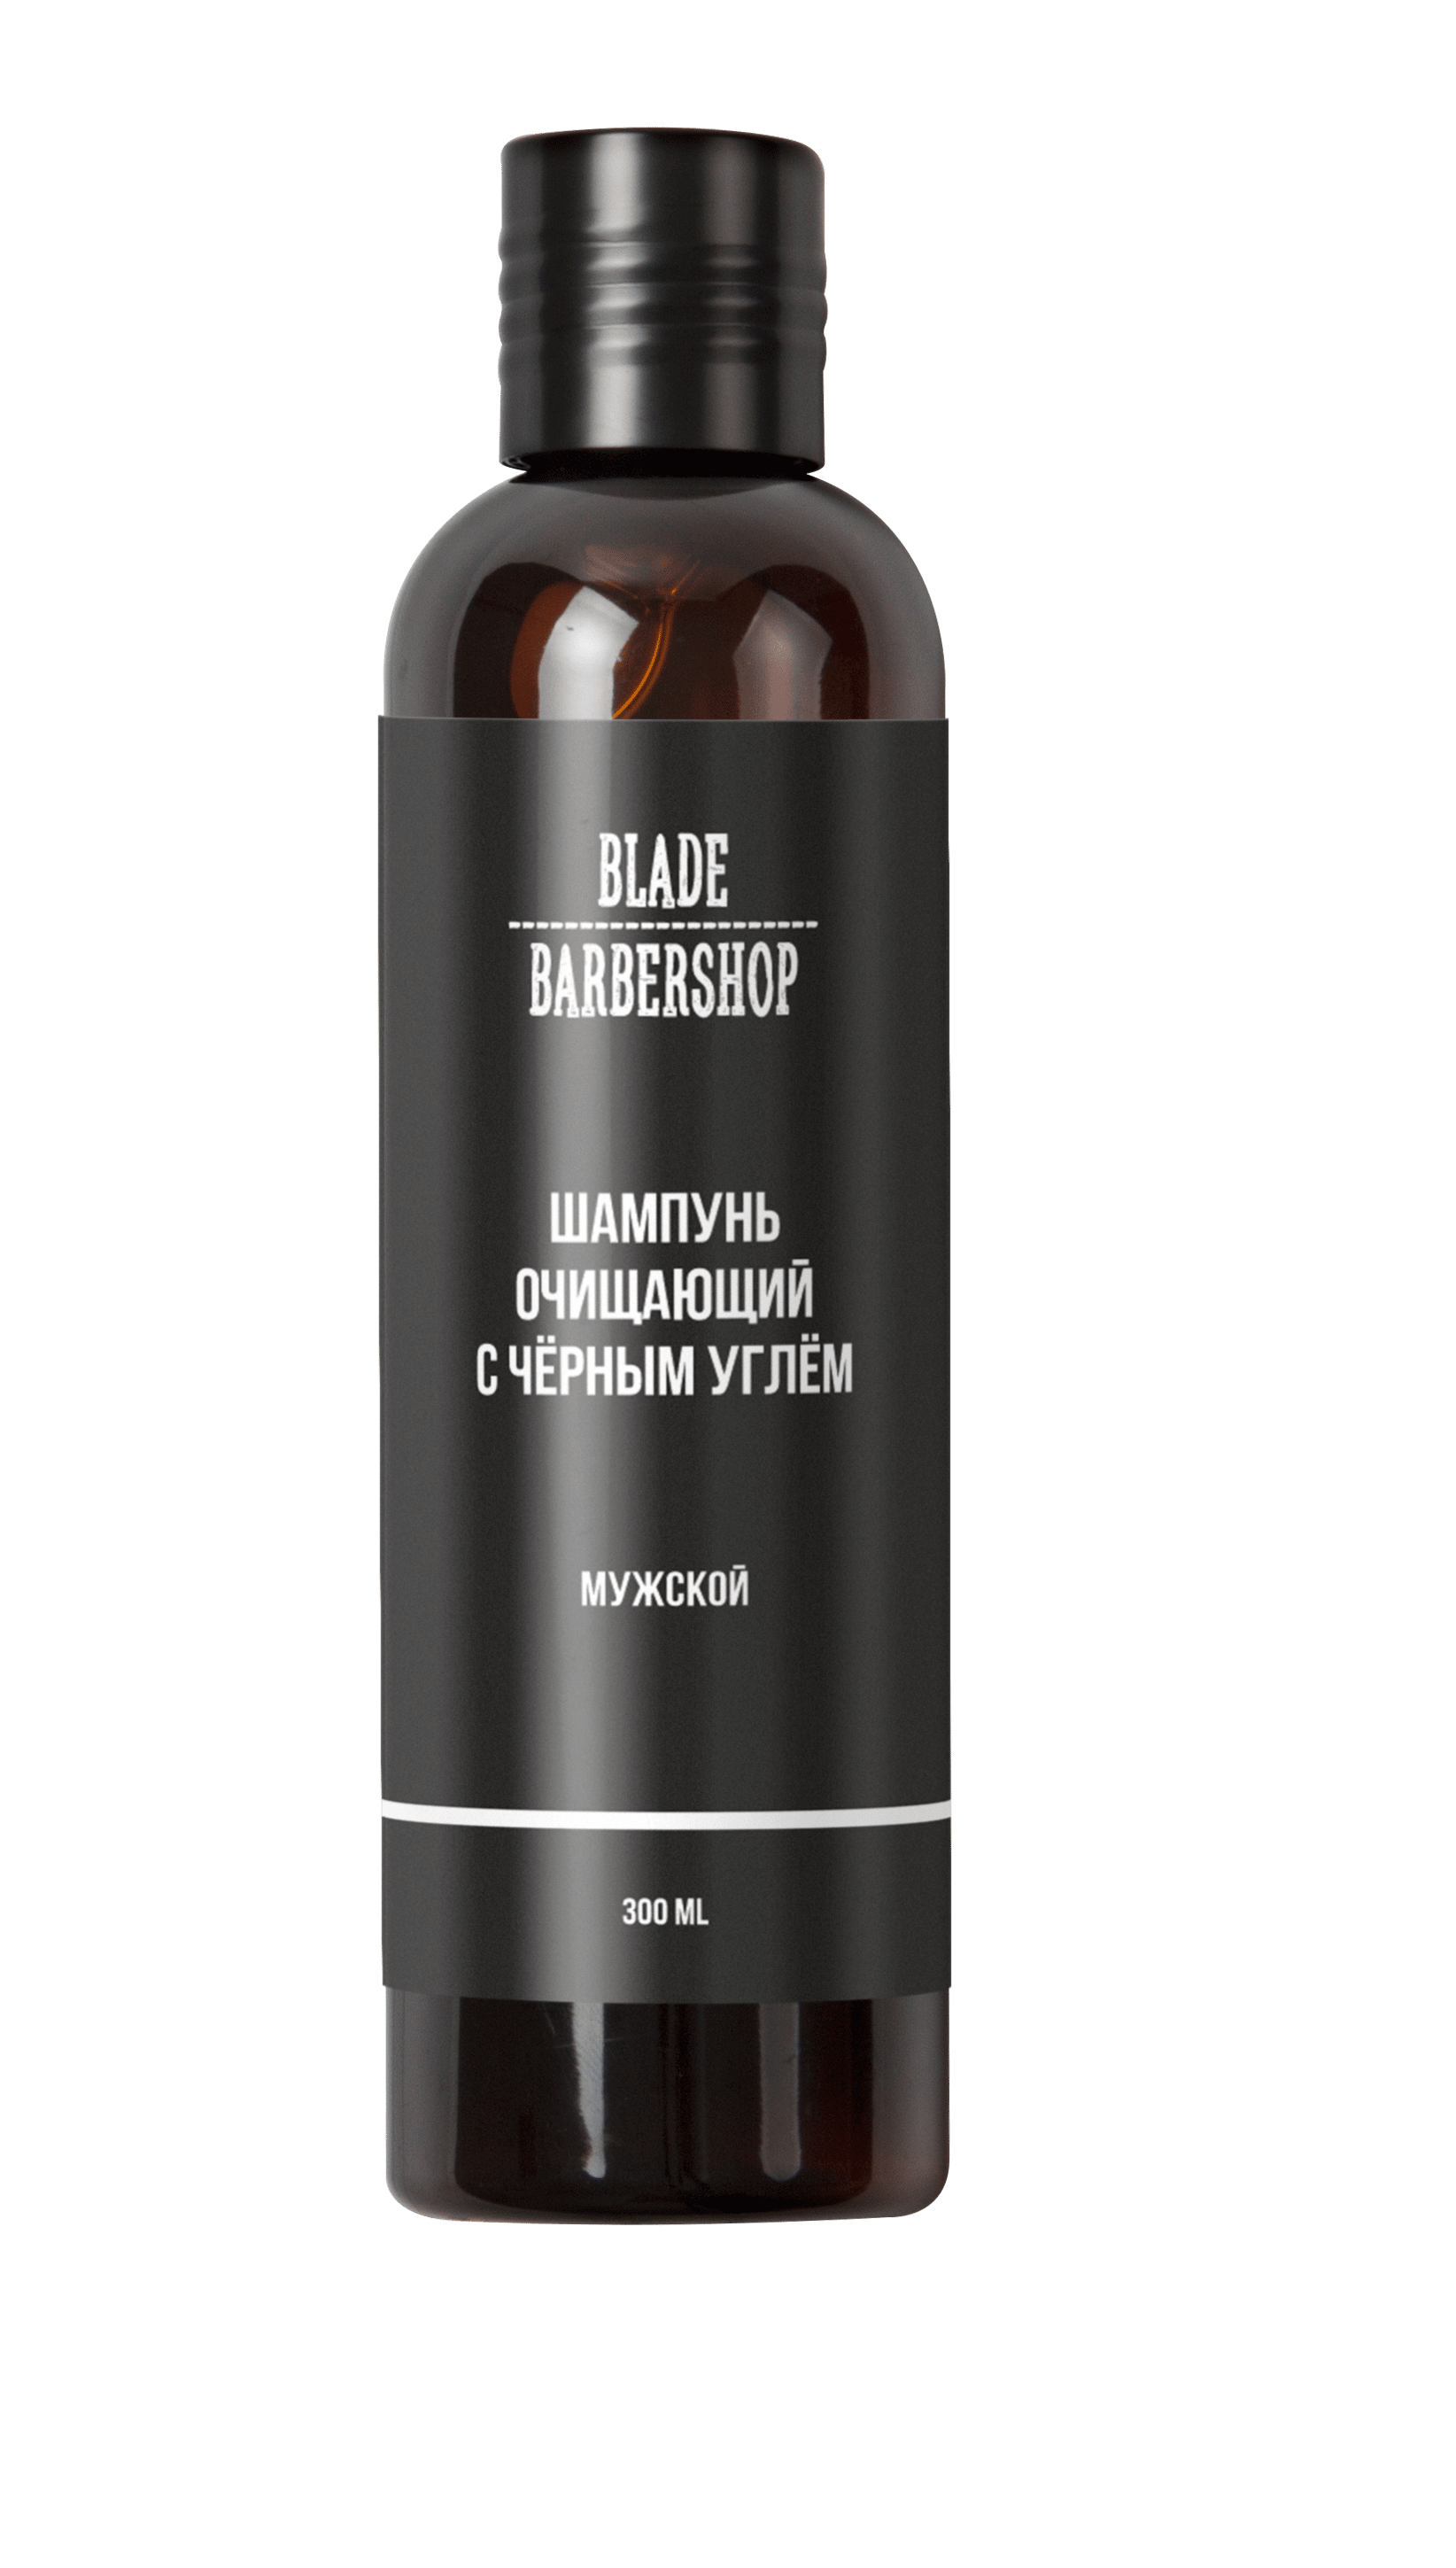 BLADE
BARBERSHOP
ШАМПУНЬ
ОЧИЩАЮЩИЙ
С ЧЁРНЫМ УГЛЁМ
МУЖСКОЙ
300 ML